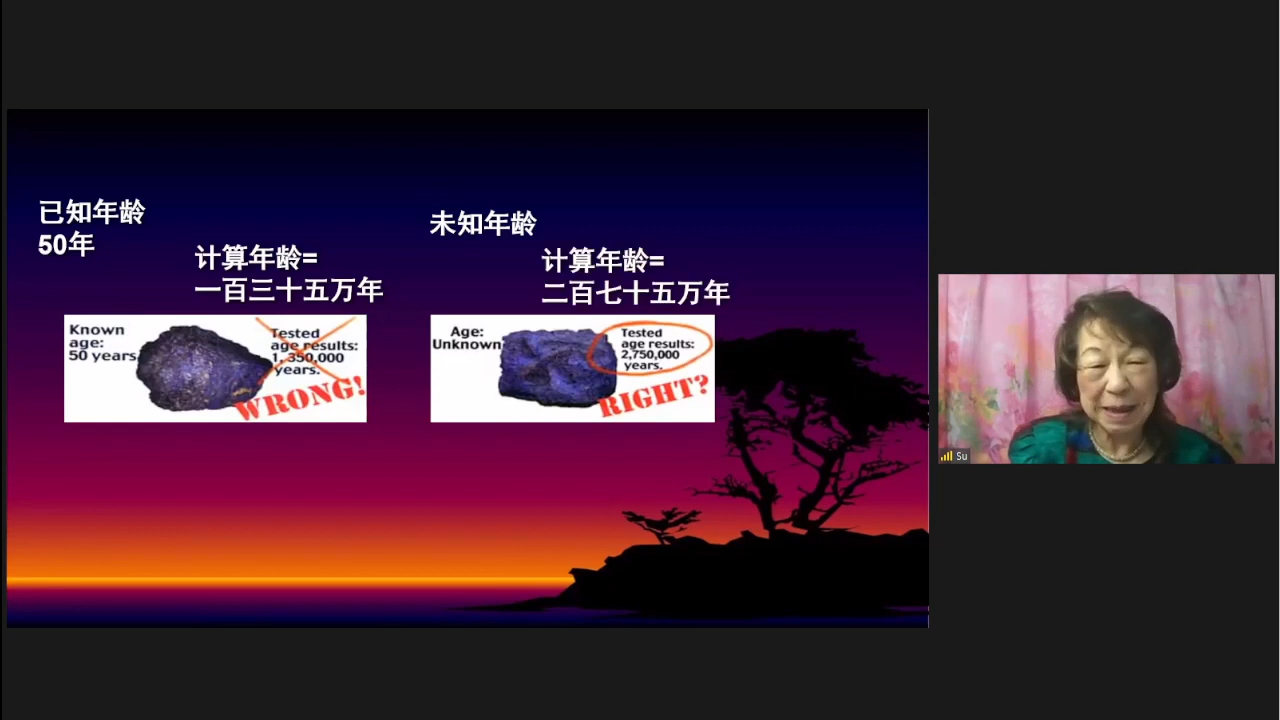 已知年龄
50年
计算年龄=
一百三十五万年
Known
age:
50 years
Tested
age results:
1,350,000
years.
WRONG!
未知年龄
计算年龄=
二百七十五万年
Age:
Unknown
Tested
age results:
2,750,000
years.
RIGHT?
Su